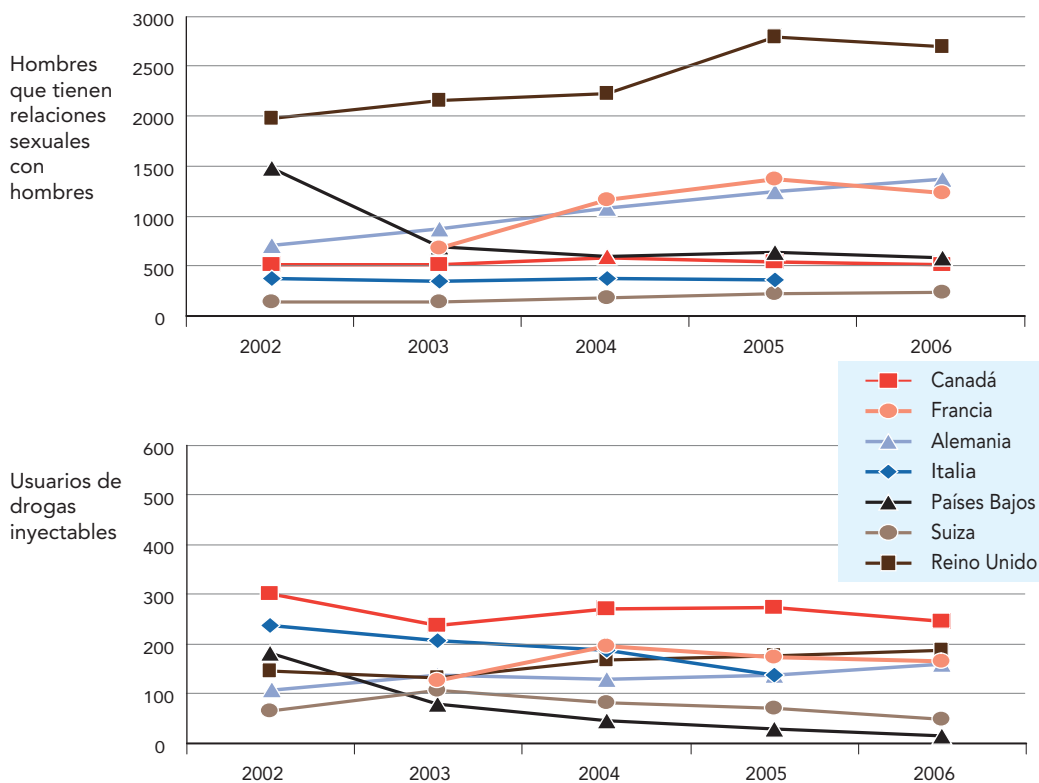 Hombres
que tienen
relaciones
sexuales
con
hombres
3000
2500
2000
1500
1000
500
0
2002 2003 2004 2005 2006
Canadá
Francia
Alemania
Italia
Países Bajos
Suiza
Reino Unido
Usuarios de
drogas
inyectables
600
500
400
300
200
100
0
2002 2003 2004 2005 2006